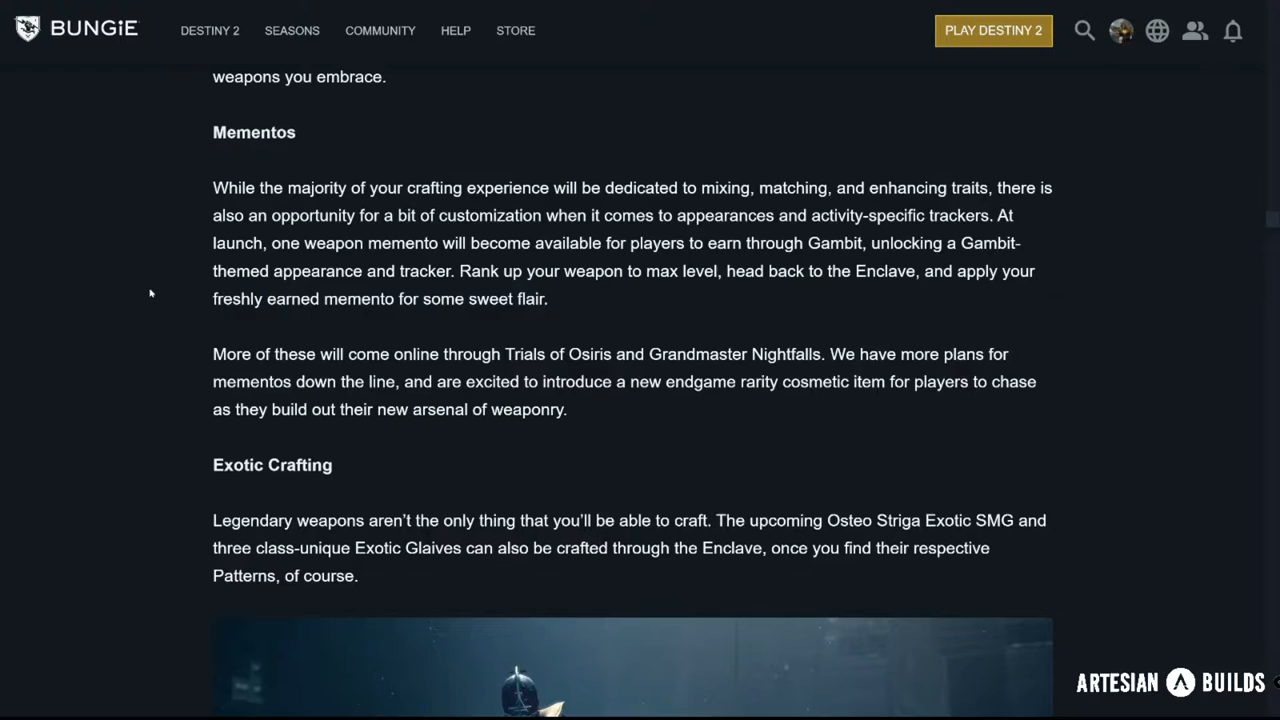 BUNGiE DESTINY 2 SEASONS COMMUNITY HELP STORE PLAY DESTINY 2
weapons you embrace.
Mementos
While the majority of your crafting experience will be dedicated to mixing, matching, and enhancing traits, there is
also an opportunity for a bit of customization when it comes to appearances and activity-specific trackers. At
launch, one weapon memento will become available for players to earn through Gambit, unlocking a Gambit-
themed appearance and tracker. Rank up your weapon to max level, head back to the Enclave, and apply your
freshly earned memento for some sweet flair.
More of these will come online through Trials of Osiris and Grandmaster Nightfalls. We have more plans for
mementos down the line, and are excited to introduce a new endgame rarity cosmetic item for players to chase
as they build out their new arsenal of weaponry.
Exotic Crafting
Legendary weapons aren’t the only thing that you’ll be able to craft. The upcoming Osteo Striga Exotic SMG and
three class-unique Exotic Glaives can also be crafted through the Enclave, once you find their respective
Patterns, of course.
ARTESIAN BUILDS